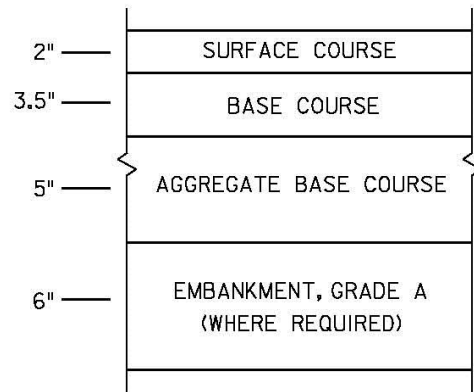 2" SURFACE COURSE
3.5" BASE COURSE
5" AGGREGATE BASE COURSE
6" EMBANKMENT, GRADE A
(WHERE REQUIRED)